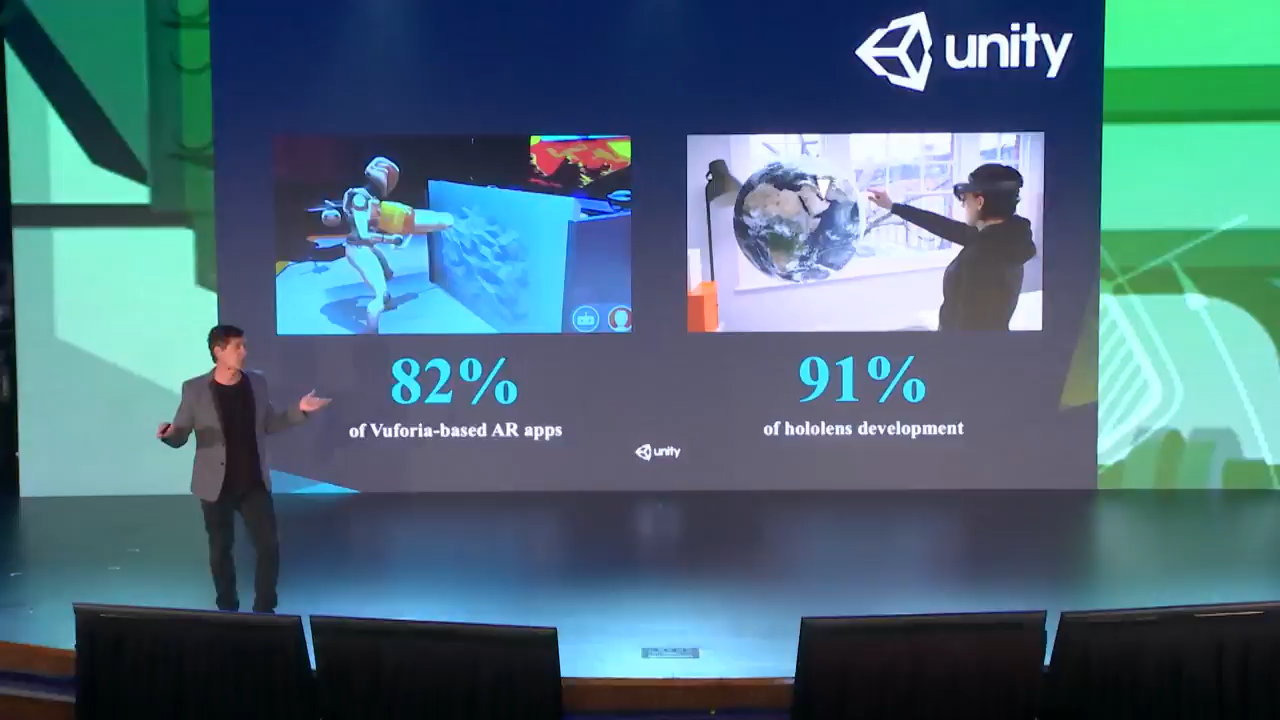 unity
82%
of Vuforia-based AR apps
91%
of hololens development
unity